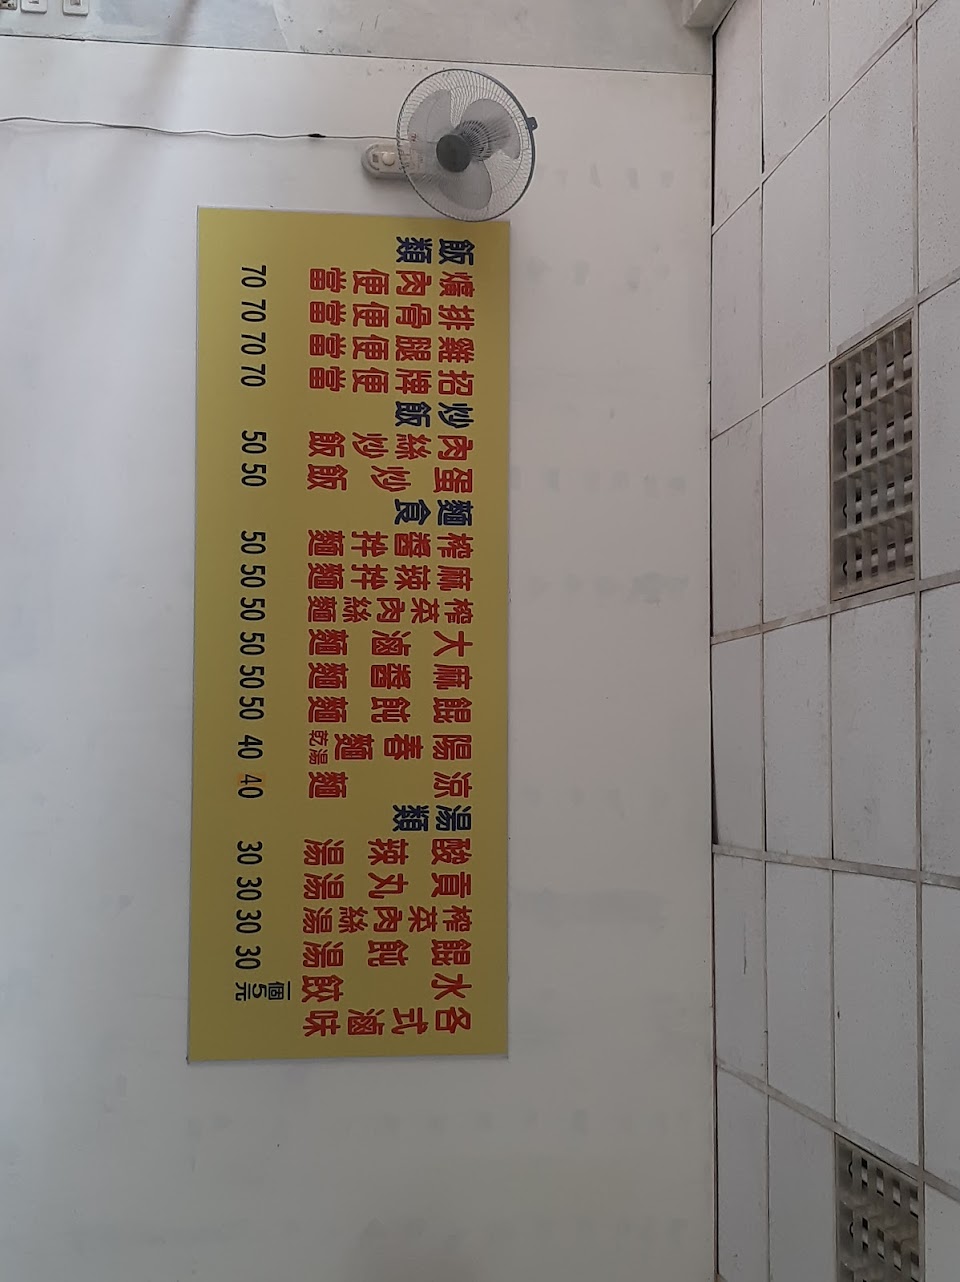 飯類
爌肉便當 70
排骨便當 70
雞腿便當 70
招牌便當 70
炒飯
肉絲炒飯 50
蛋炒飯 50
麵食
榨醬拌麵 50
麻辣拌麵 50
榨菜肉絲麵 50
大滷麵 50
麻醬麵 50
餛飩麵 50
陽春麵 乾湯 40
涼麵 40
湯類
酸辣湯 30
貢丸湯 30
榨菜肉絲湯 30
餛飩湯 30
水餃 一個5元
各式滷味